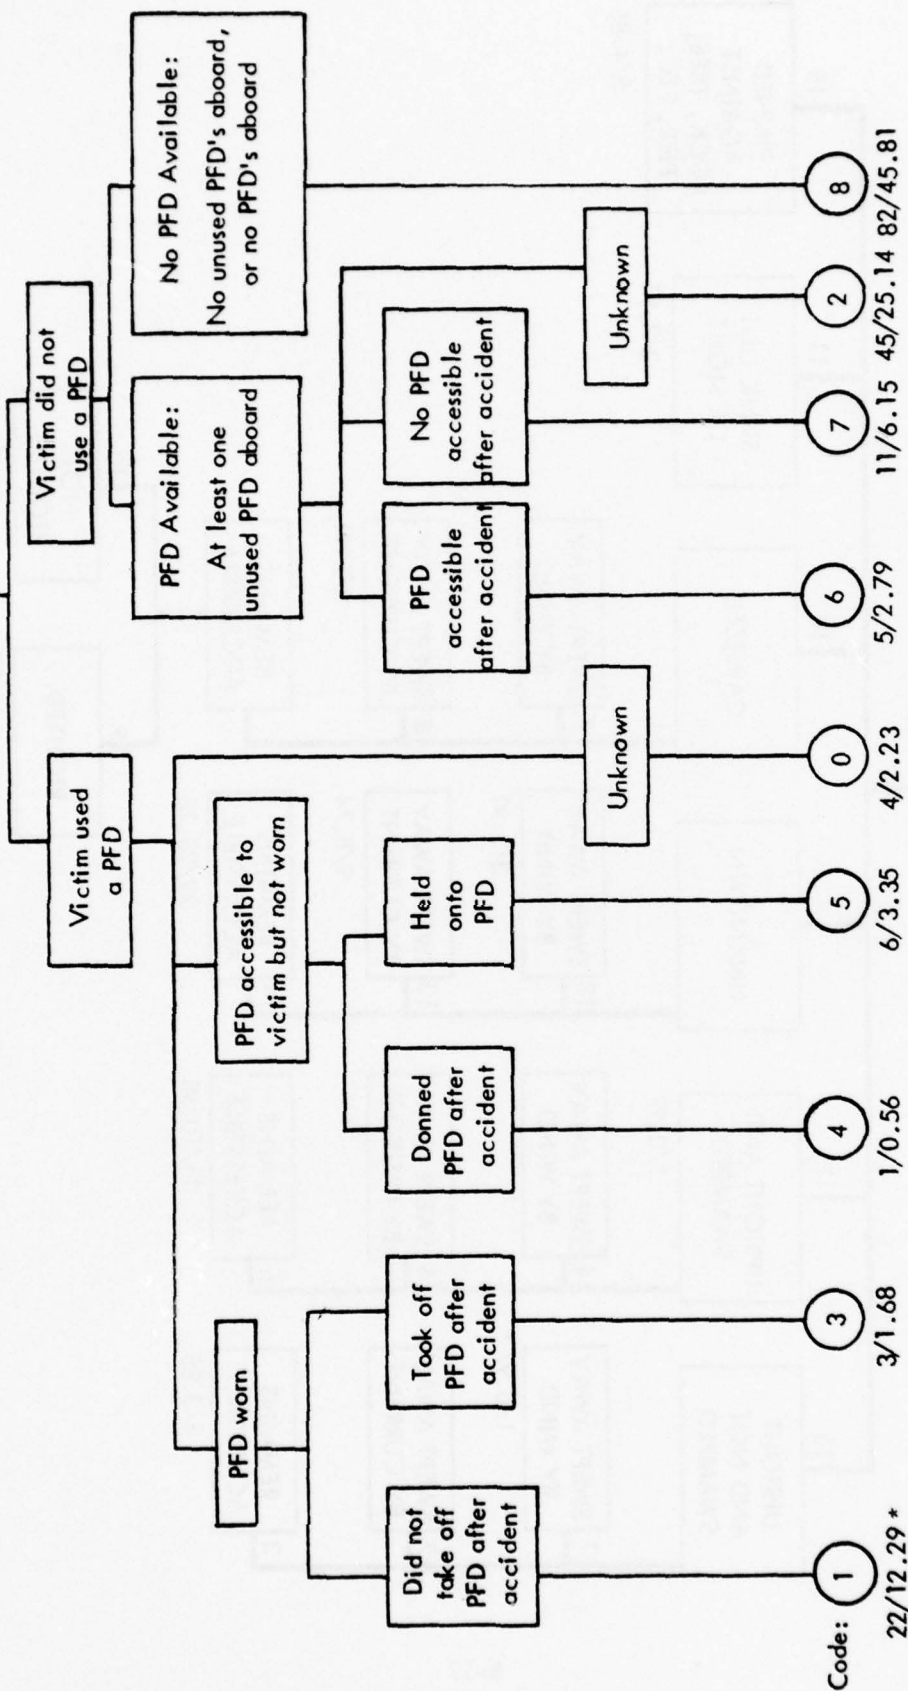 Victim used
a PFD
Victim did not
use a PFD
PFD worn
PFD accessible to
victim but not worn
PFD Available:
At least one
unused PFD aboard
No PFD Available:
No unused PFD's aboard,
or no PFD's aboard
Did not
take off
PFD after
accident
Took off
PFD after
accident
Donned
PFD after
accident
Held
onto
PFD
Unknown
PFD
accessible
after accident
No PFD
accessible
after accident
Unknown
Code: 1 3 4 5 0 6 7 2 8
22/12.29 * 3/1.68 1/0.56 6/3.35 4/2.23 5/2.79 11/6.15 45/25.14 82/45.81